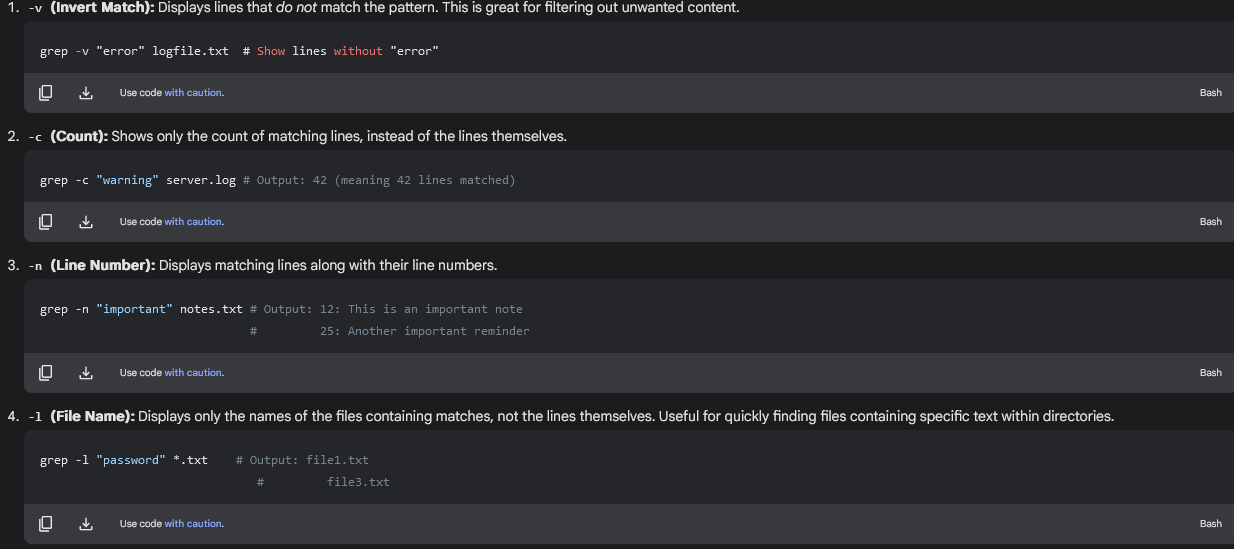 1. -v (Invert Match): Displays lines that do not match the pattern. This is great for filtering out unwanted content.
grep -v "error" logfile.txt  # Show lines without "error"
Use code with caution. Bash
2. -c (Count): Shows only the count of matching lines, instead of the lines themselves.
grep -c "warning" server.log # Output: 42 (meaning 42 lines matched)
Use code with caution. Bash
3. -n (Line Number): Displays matching lines along with their line numbers.
grep -n "important" notes.txt # Output: 12: This is an important note
#         25: Another important reminder
Use code with caution. Bash
4. -l (File Name): Displays only the names of the files containing matches, not the lines themselves. Useful for quickly finding files containing specific text within directories.
grep -l "password" *.txt    # Output: file1.txt
#         file3.txt
Use code with caution. Bash